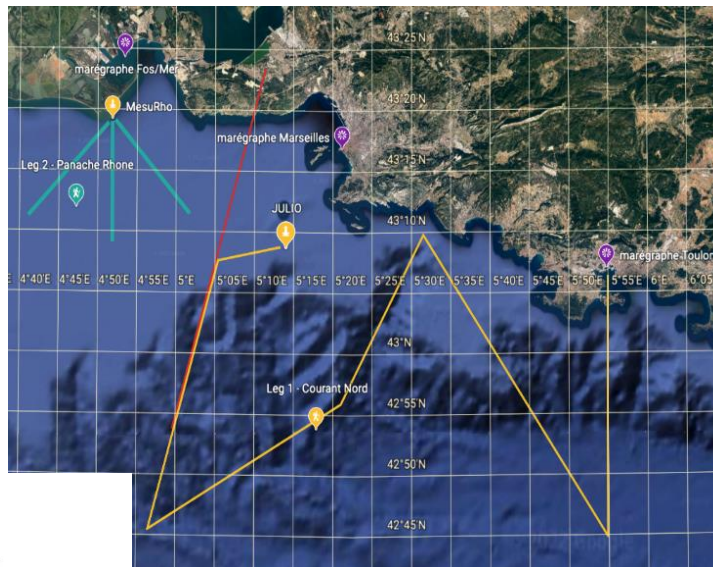 43°25'N
marégraphe Fos/Mer
43°20'N
MesuRho
marégraphe Marseilles
43°15'N
Leg 2 - Panache Rhone
43°10'N
JULIO
marégraphe Toulon
4°40'E 4°45'E 4°50'E 4°55'E 5°E 5°05'E 5°10'E 5°15'E 5°20'E 5°25'E 5°30'E 5°35'E 5°45'E 5°50'E 5°55'E 6°E 6°05'
43°N
Leg 1 - Courant Nord
42°55'N
42°50'N
42°45'N